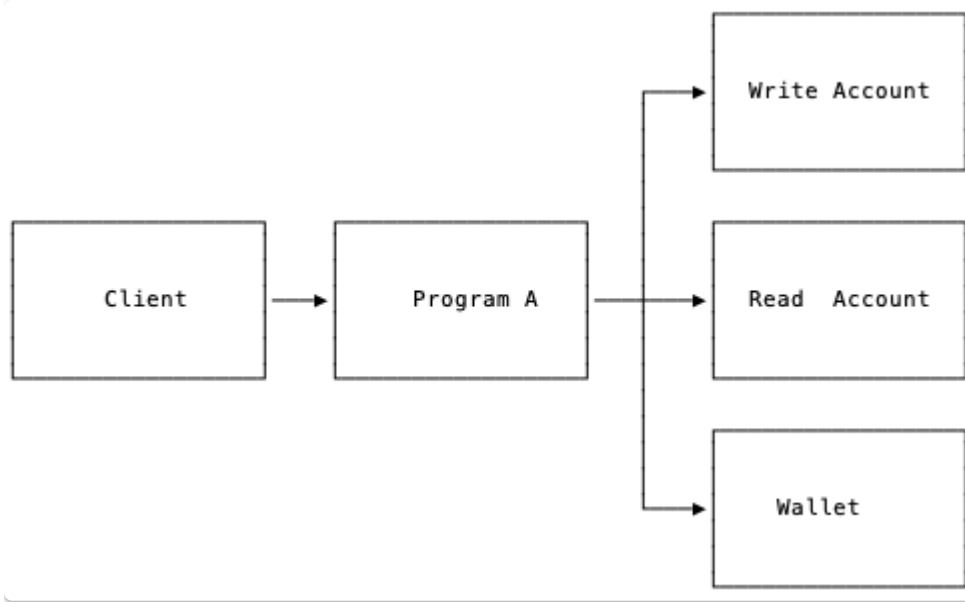 Write Account
Client
Program A
Read  Account
Wallet